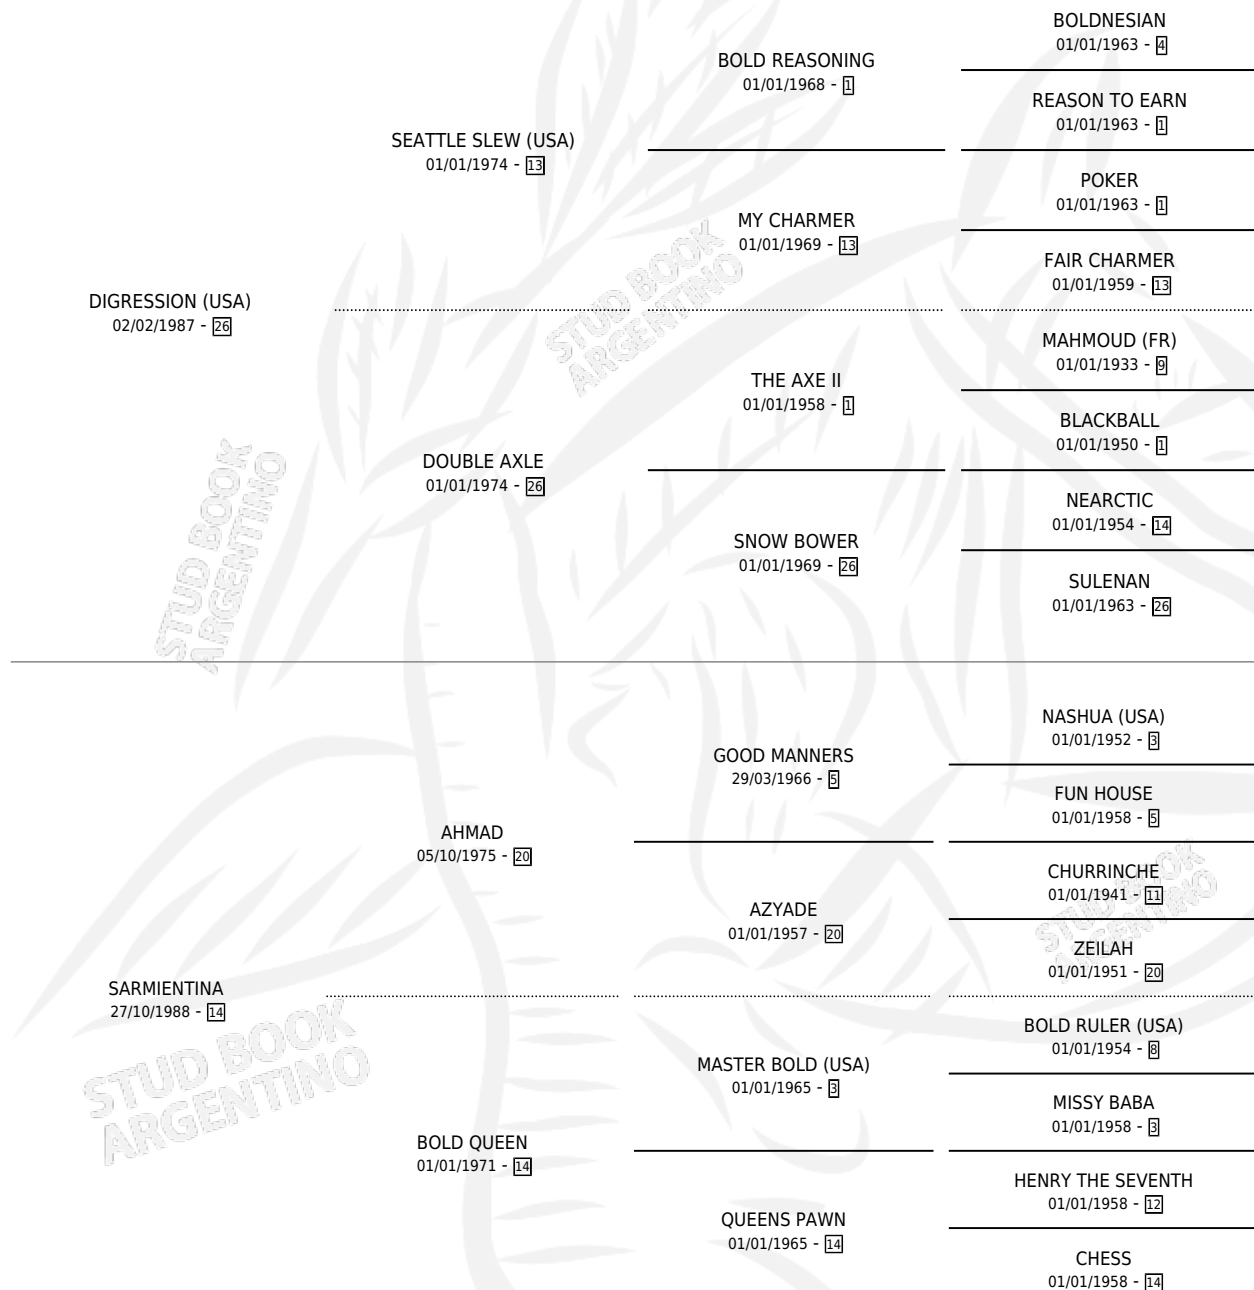 BOLDNESIAN
01/01/1963 - 4
BOLD REASONING
01/01/1968 - 1
REASON TO EARN
01/01/1963 - 1
SEATTLE SLEW (USA)
01/01/1974 - 13
POKER
01/01/1963 - 1
MY CHARMER
01/01/1969 - 13
FAIR CHARMER
01/01/1959 - 13
DIGRESSION (USA)
02/02/1987 - 26
MAHMOUD (FR)
01/01/1933 - 9
THE AXE II
01/01/1958 - 1
BLACKBALL
01/01/1950 - 1
DOUBLE AXLE
01/01/1974 - 26
NEARCTIC
01/01/1954 - 14
SNOW BOWER
01/01/1969 - 26
SULENAN
01/01/1963 - 26
NASHUA (USA)
01/01/1952 - 3
GOOD MANNERS
29/03/1966 - 5
FUN HOUSE
01/01/1958 - 5
AHMAD
05/10/1975 - 20
CHURRINCHE
01/01/1941 - 11
AZYADE
01/01/1957 - 20
ZEILAH
01/01/1951 - 20
SARMIENTINA
27/10/1988 - 14
BOLD RULER (USA)
01/01/1954 - 8
MASTER BOLD (USA)
01/01/1965 - 3
MISSY BABA
01/01/1958 - 3
BOLD QUEEN
01/01/1971 - 14
HENRY THE SEVENTH
01/01/1958 - 12
QUEENS PAWN
01/01/1965 - 14
CHESS
01/01/1958 - 14
STUD BOOK
ARGENTINO
STUD BOOK
ARGENTINO
STUD BOOK
ARGENTINO
STUD BOOK
ARGENTINO